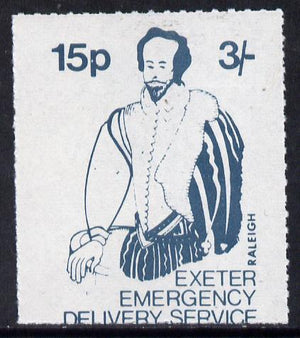 15p 3/-
RALEIGH
EXETER
EMERGENCY
DELIVERY SERVICE